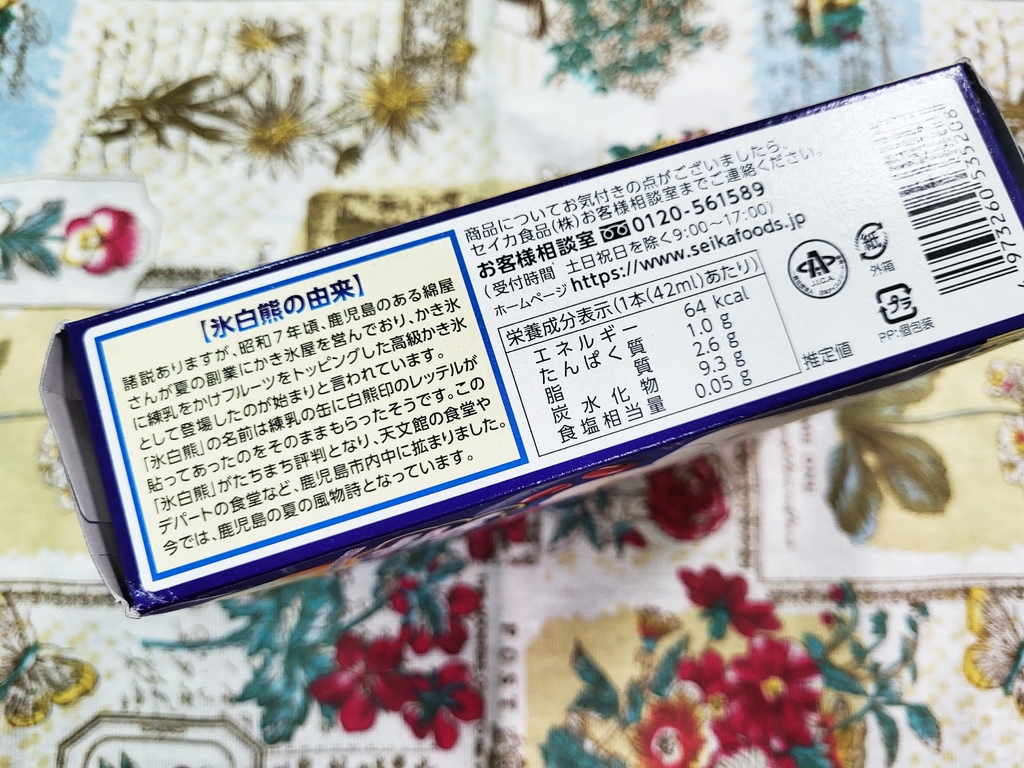 【氷白熊の由来】
諸説ありますが、昭和7年頃、鹿児島のある綿屋
さんが夏の副業にかき氷屋を営んでおり、かき氷
に練乳をかけフルーツをトッピングした高級かき氷
として登場したのが始まりと言われています。
「氷白熊」の名前は練乳の缶に白熊印のレッテルが
貼ってあったのをそのままもらったそうです。この
「氷白熊」がたちまち評判となり、天文館の食堂や
デパートの食堂など、鹿児島市内中に拡まりました。
今では、鹿児島の夏の風物詩となっています。
商品についてお気付きの点がございましたら、
セイカ食品(株)お客様相談室までご連絡ください。
お客様相談室 0120-561589
(受付時間 土日祝日を除く9:00~17:00)
ホームページ https://www.seikafoods.jp
栄養成分表示(1本(42ml)あたり)
エネルギー 64 kcal
たんぱく質 1.0 g
脂質 2.6 g
炭水化物 9.3 g
食塩相当量 0.05 g
推定値
紙
外箱
プラ
PP:個包装